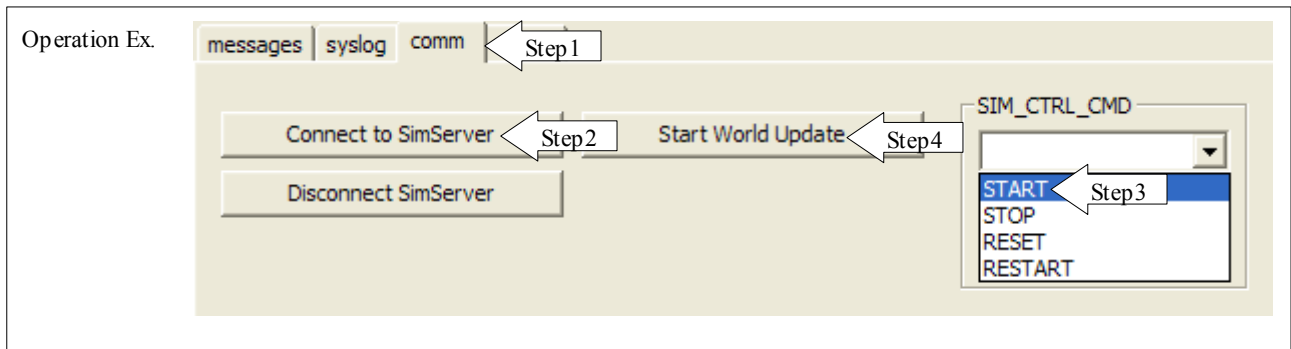 Operation Ex.
messages syslog comm Step1
SIM_CTRL_CMD
Connect to SimServer Step2 Start World Update Step4
Disconnect SimServer
START Step3
STOP
RESET
RESTART